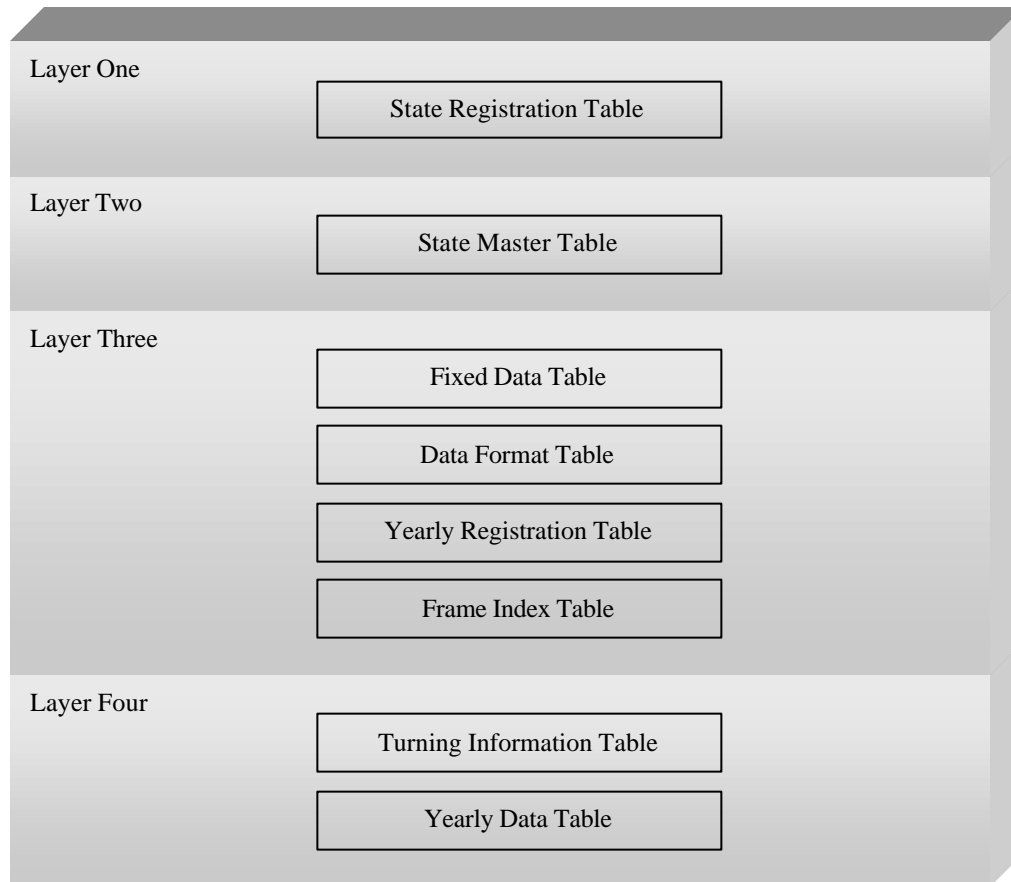 Layer One
State Registration Table
Layer Two
State Master Table
Layer Three
Fixed Data Table
Data Format Table
Yearly Registration Table
Frame Index Table
Layer Four
Turning Information Table
Yearly Data Table